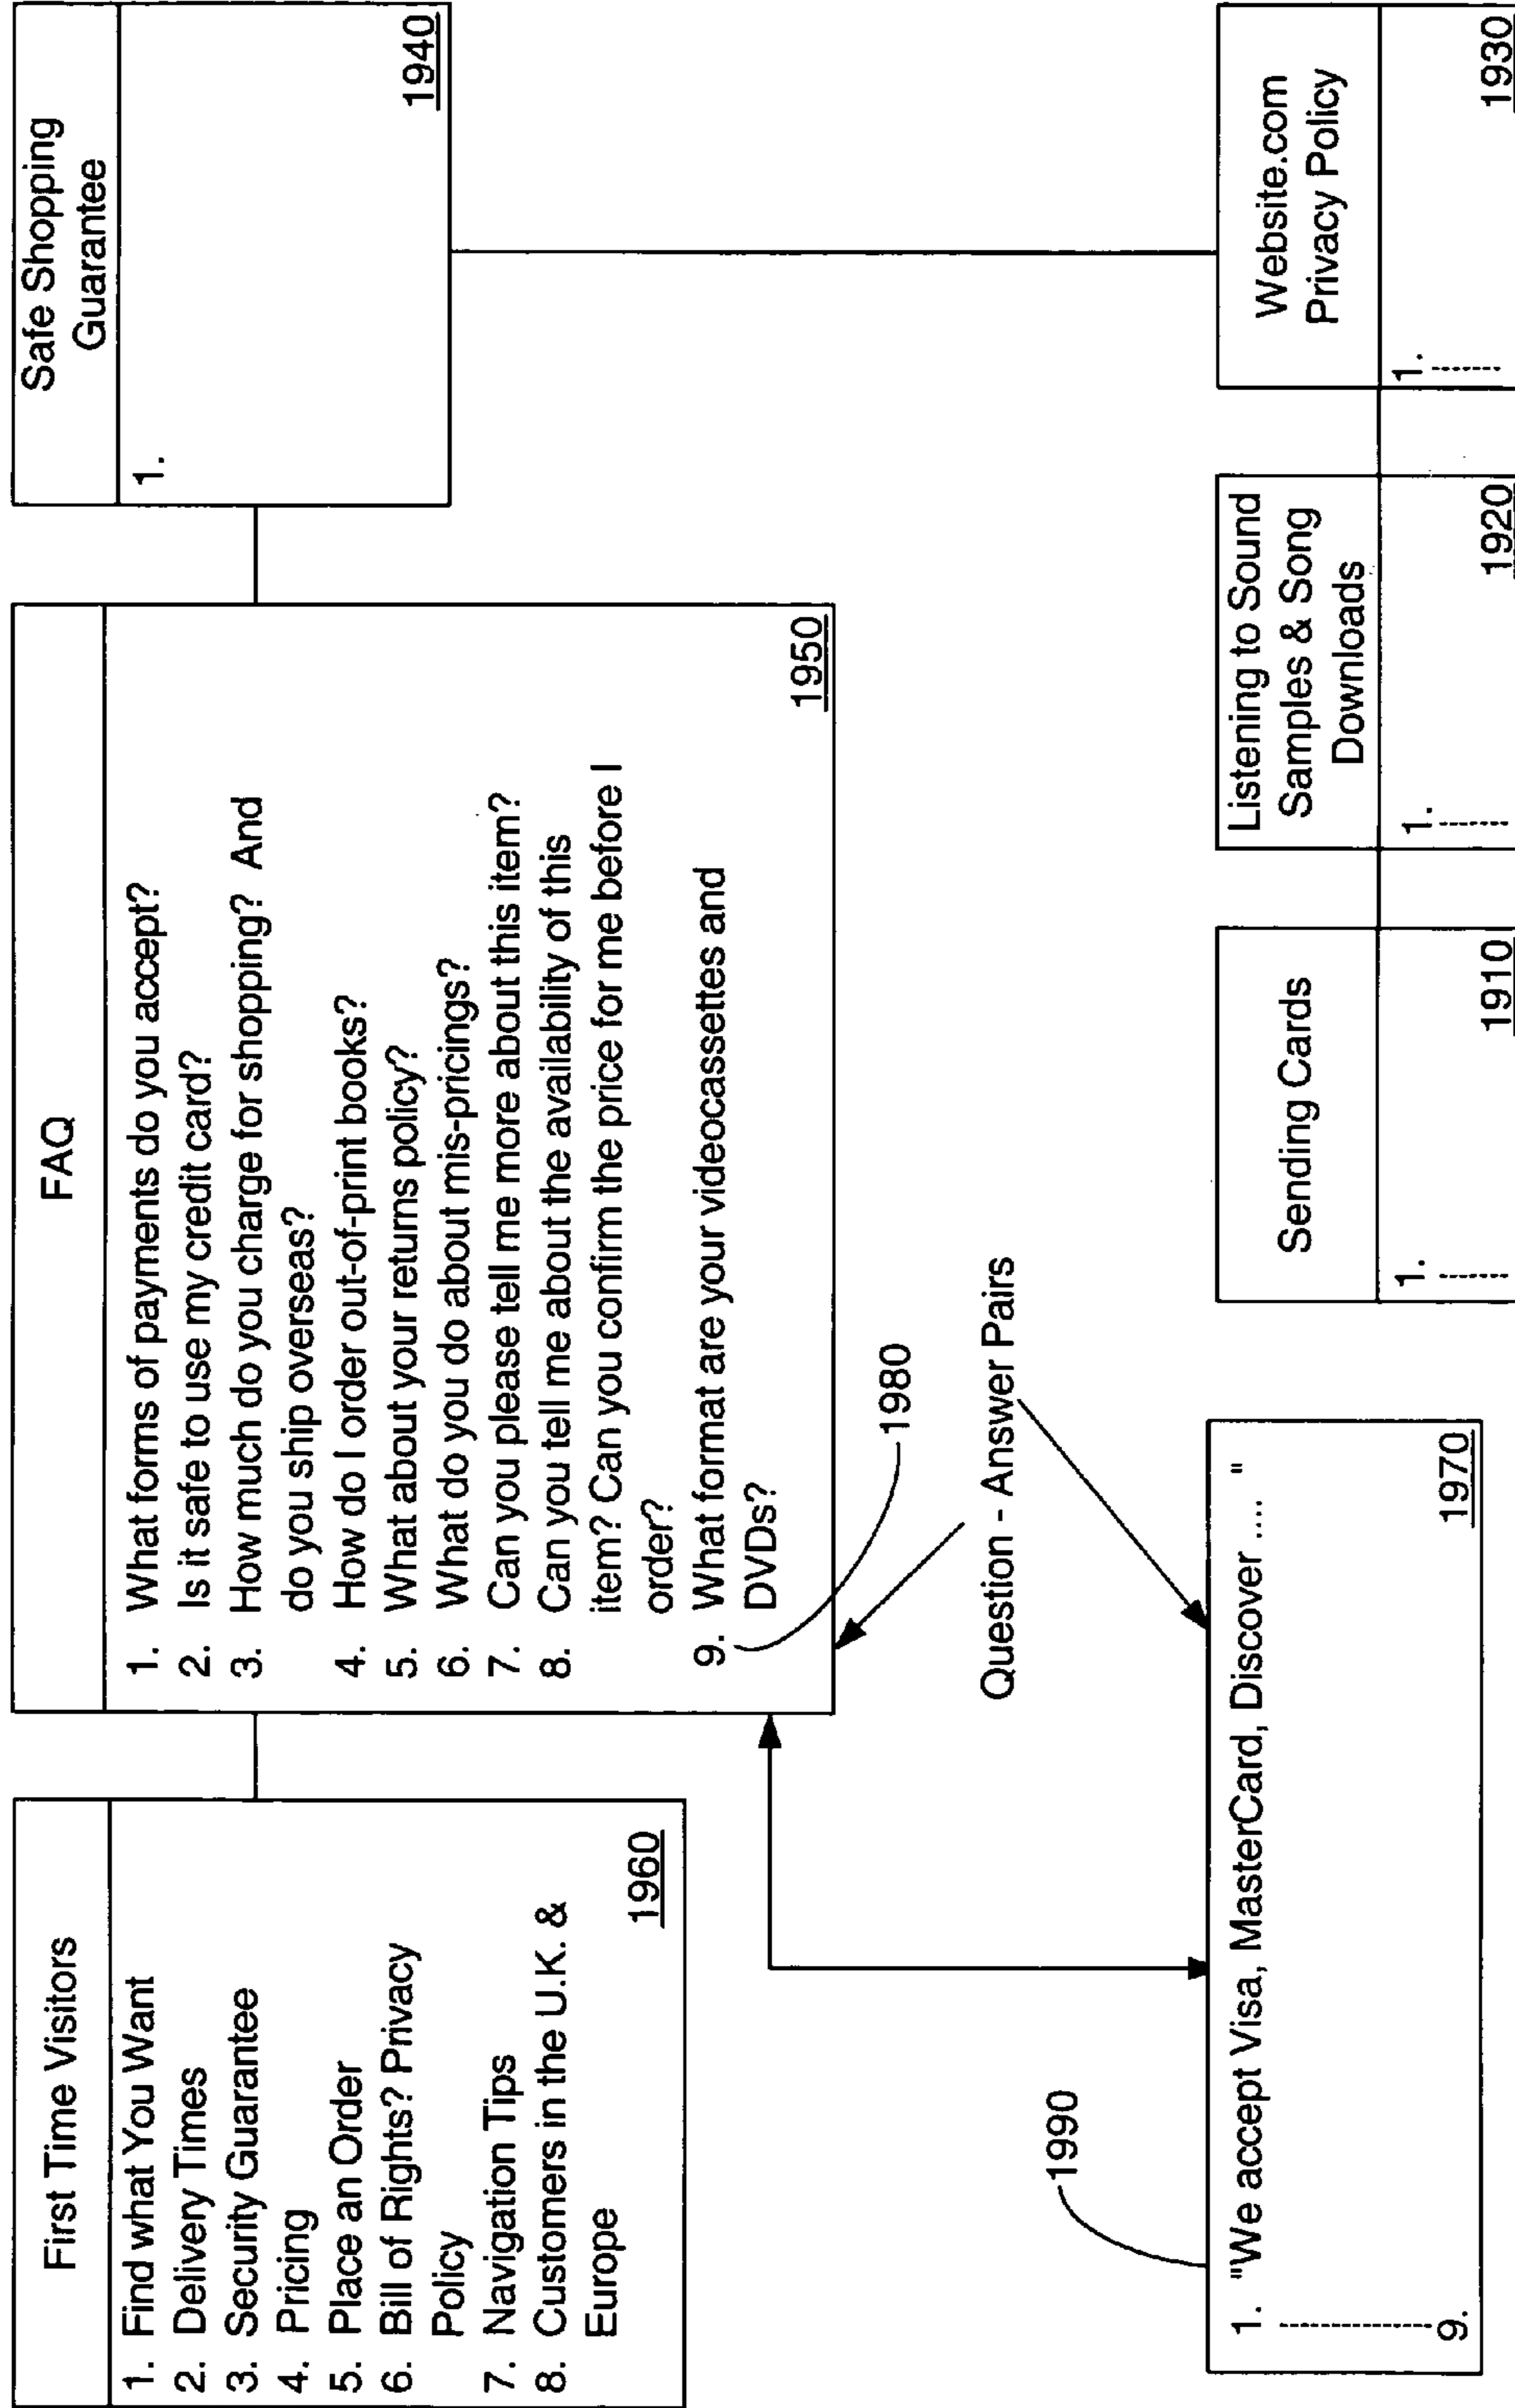 First Time Visitors
1. Find what You Want
2. Delivery Times
3. Security Guarantee
4. Pricing
5. Place an Order
6. Bill of Rights? Privacy
Policy
7. Navigation Tips
8. Customers in the U.K. &
Europe
1960
FAQ
1. What forms of payments do you accept?
2. Is it safe to use my credit card?
3. How much do you charge for shopping? And
do you ship overseas?
4. How do I order out-of-print books?
5. What about your returns policy?
6. What do you do about mis-pricings?
7. Can you please tell me more about this item?
8. Can you tell me about the availability of this
item? Can you confirm the price for me before I
order?
9. What format are your videocassettes and
DVDs?
1950
Safe Shopping
Guarantee
1.
1940
1980
Question - Answer Pairs
1990
1. "We accept Visa, MasterCard, Discover .... "
9.
1970
Sending Cards
1.
1910
Listening to Sound
Samples & Song
Downloads
1.
1920
Website.com
Privacy Policy
1.
1930